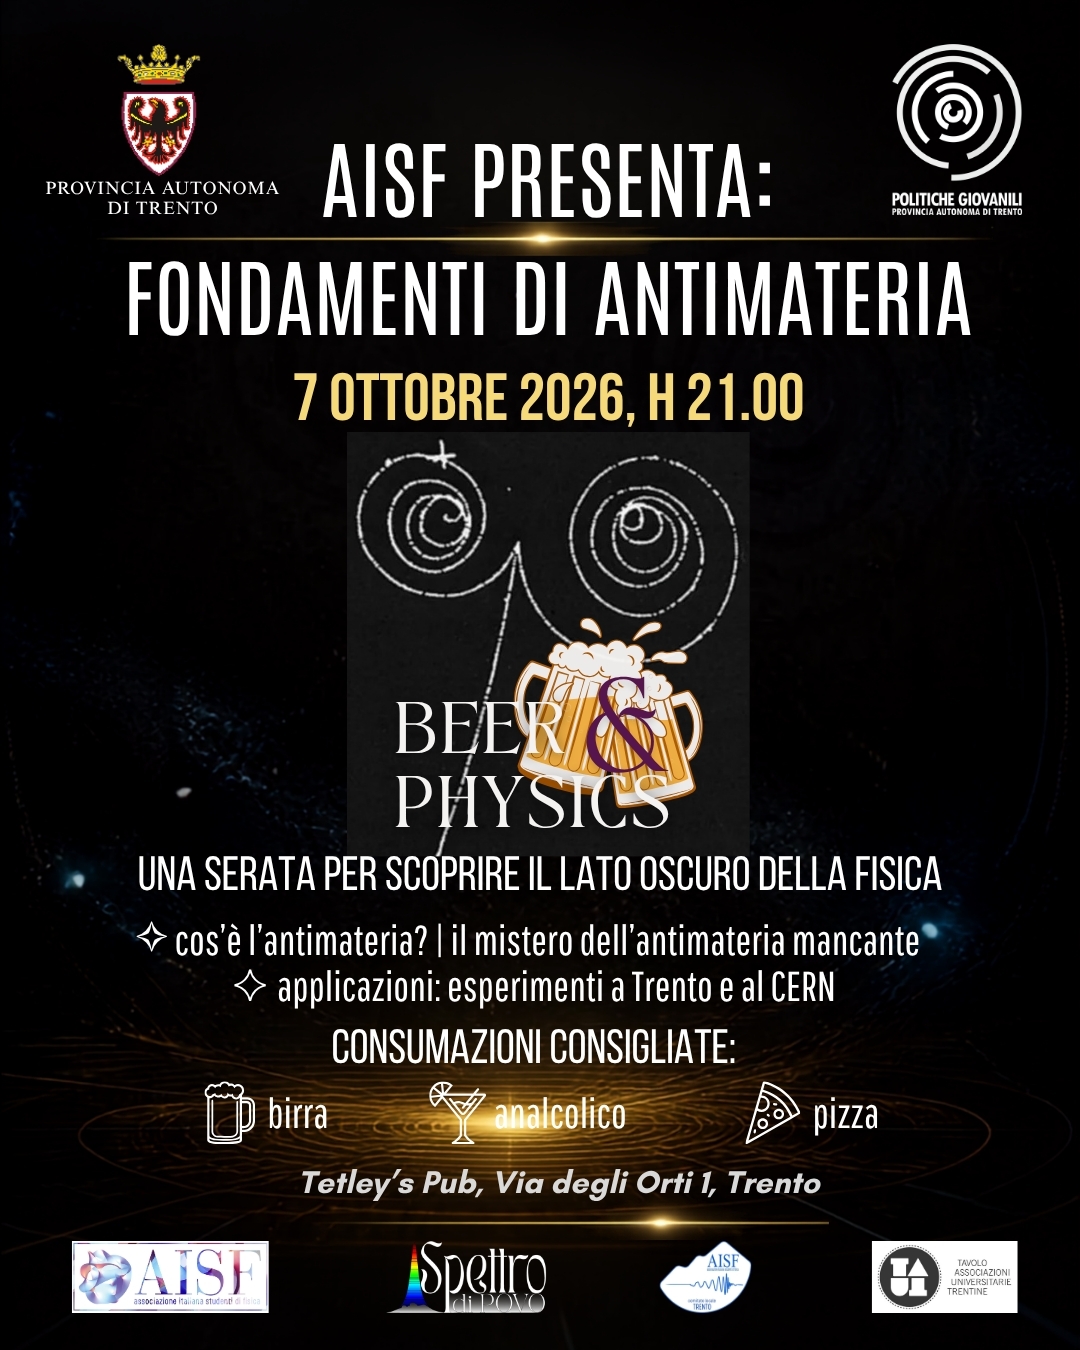 PROVINCIA AUTONOMA
DI TRENTO
POLITICHE GIOVANILI
PROVINCIA AUTONOMA DI TRENTO
AISF PRESENTA:
FONDAMENTI DI ANTIMATERIA
7 OTTOBRE 2026, H 21.00
BEER &
PHYSICS
UNA SERATA PER SCOPRIRE IL LATO OSCURO DELLA FISICA
cos'è l'antimateria? | il mistero dell'antimateria mancante
applicazioni: esperimenti a Trento e al CERN
CONSUMAZIONI CONSIGLIATE:
birra analcolico pizza
Tetley's Pub, Via degli Orti 1, Trento
AISF
associazione italiana studenti di fisica
Spettro
di POVO
AISF
TRENTO
TAUT
TAVOLO
ASSOCIAZIONI
UNIVERSITARIE
TRENTINE